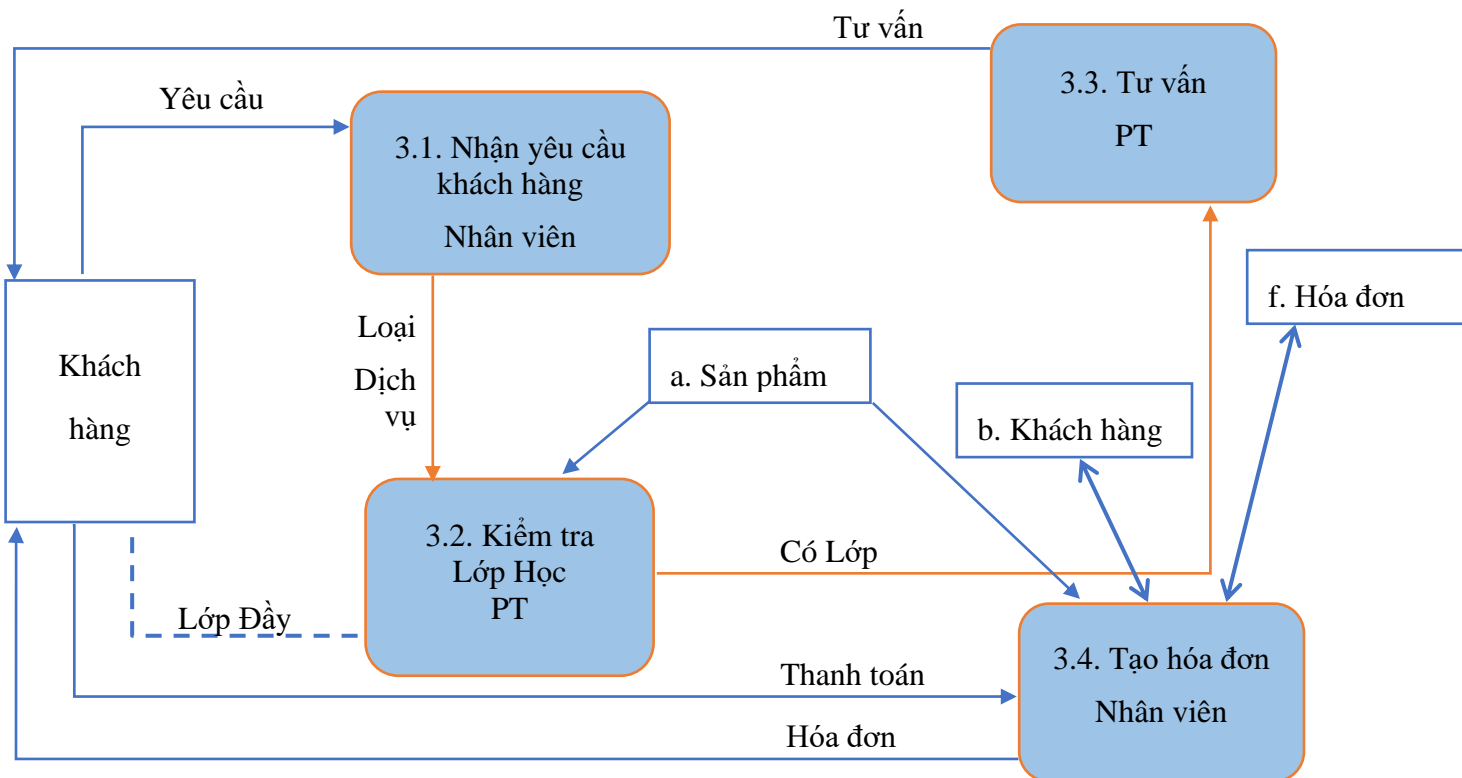 Tư vấn
3.3. Tư vấn
PT
Yêu cầu
3.1. Nhận yêu cầu
khách hàng
Nhân viên
f. Hóa đơn
Loại
Dịch
vụ
Khách
hàng
a. Sản phẩm
b. Khách hàng
3.2. Kiểm tra
Lớp Học
PT
Có Lớp
Lớp Đầy
3.4. Tạo hóa đơn
Nhân viên
Thanh toán
Hóa đơn